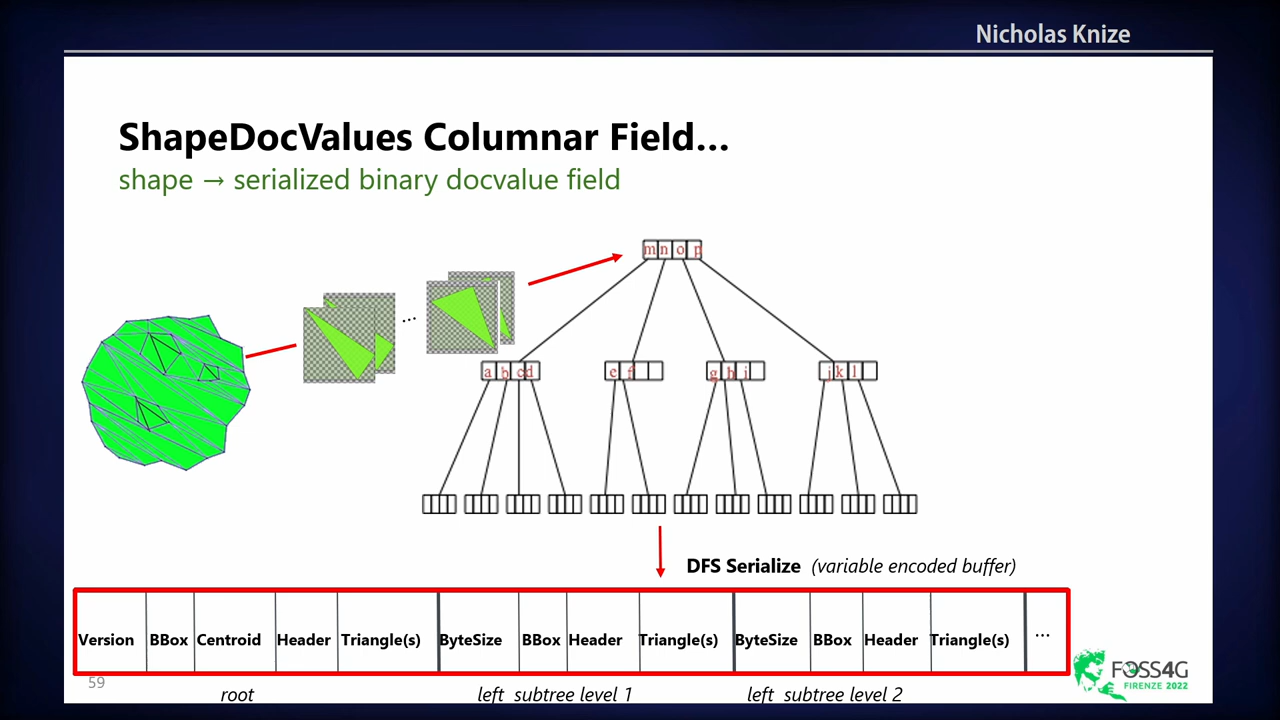 Nicholas Knize
ShapeDocValues Columnar Field...
shape → serialized binary docvalue field
m n o p
...
a b c d
e f
g h i
j k l
DFS Serialize (variable encoded buffer)
Version BBox Centroid Header Triangle(s) ByteSize BBox Header Triangle(s) ByteSize BBox Header Triangle(s) ...
59
root
left subtree level 1
left subtree level 2
FOSS4G
FIRENZE 2022